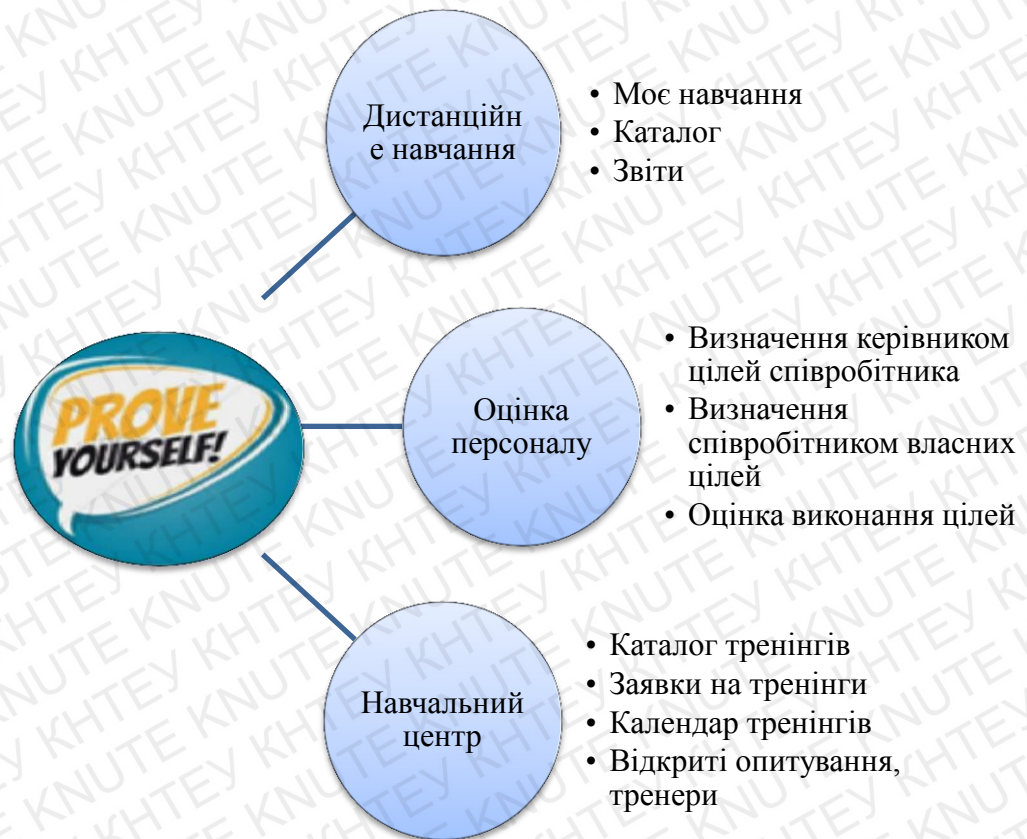 Дистанційн
е навчання
• Моє навчання
• Каталог
• Звіти
PROVE
YOURSELF!
Оцінка
персоналу
• Визначення керівником
цілей співробітника
• Визначення
співробітником власних
цілей
• Оцінка виконання цілей
Навчальний
центр
• Каталог тренінгів
• Заявки на тренінги
• Календар тренінгів
• Відкриті опитування,
тренери